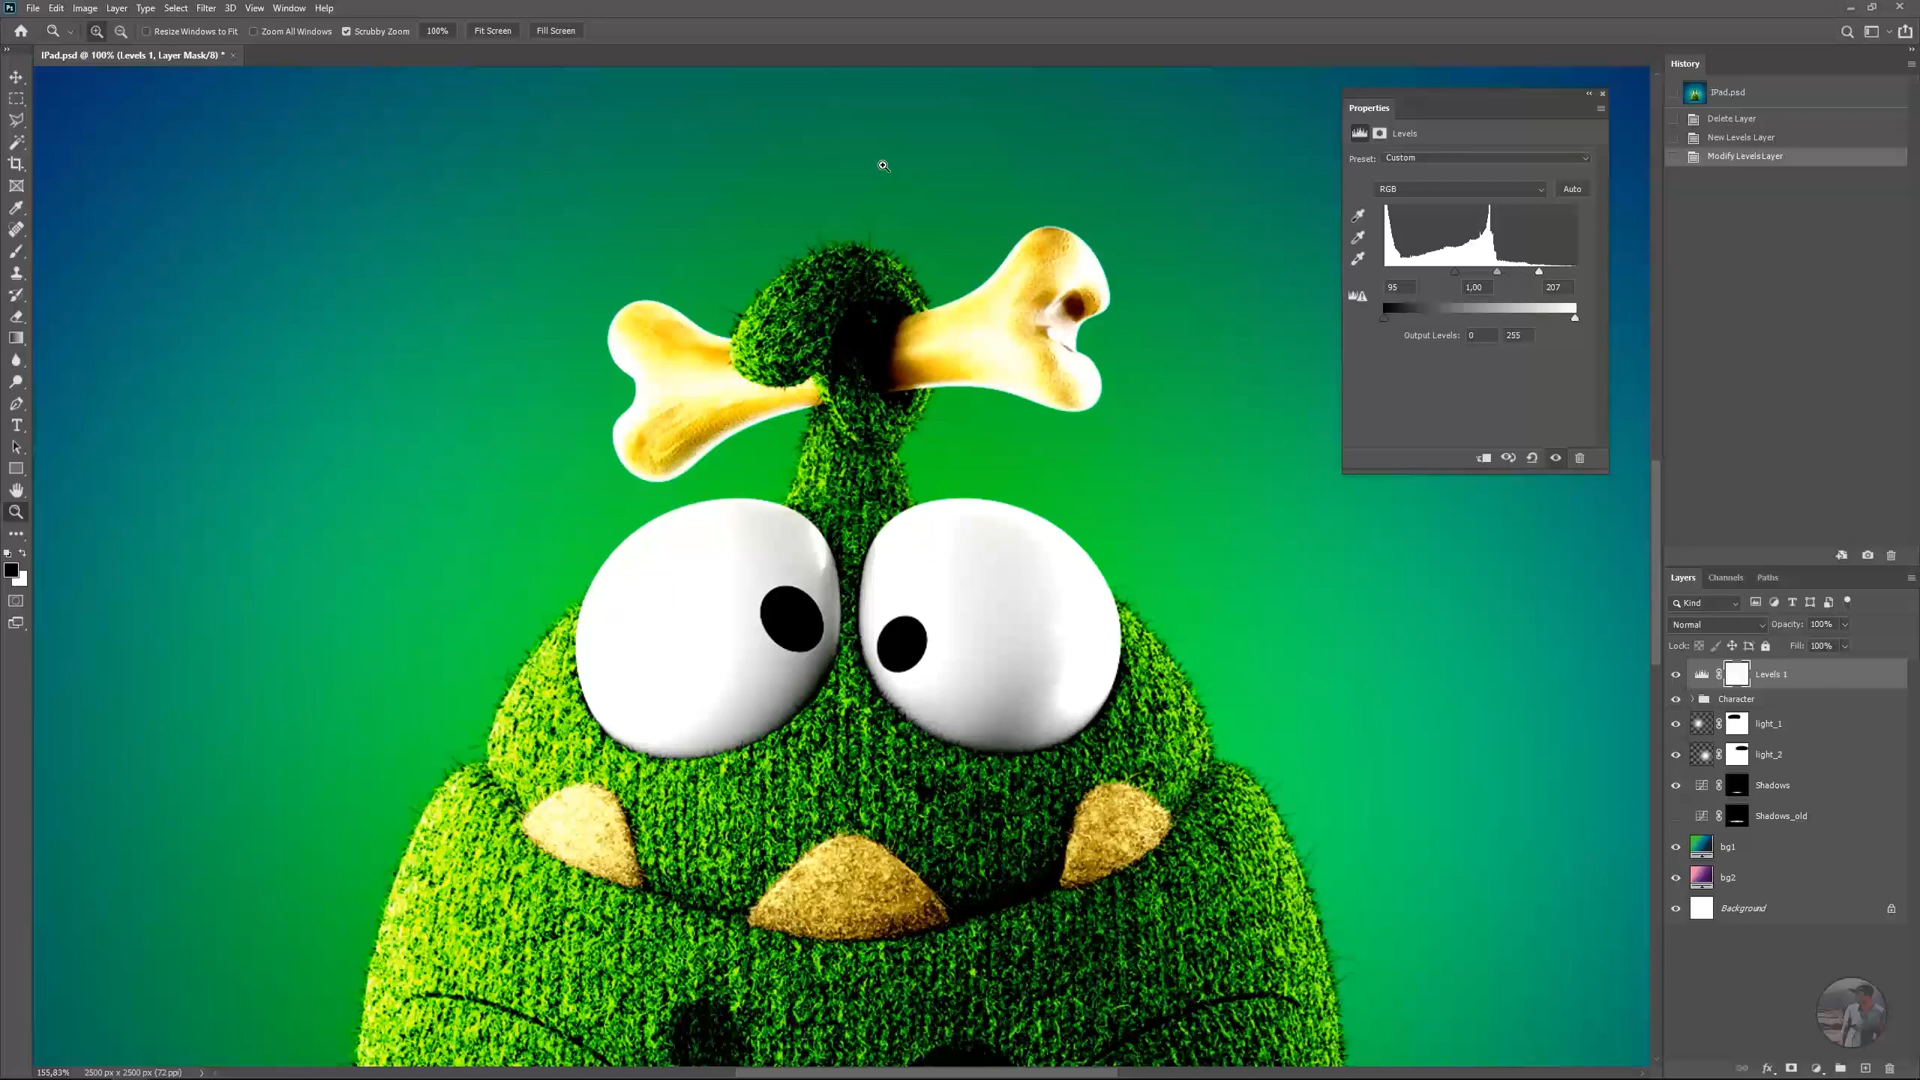 Ps File Edit Image Layer Type Select Filter 3D View Window Help
Resize Windows to Fit Zoom All Windows Scrubby Zoom 100% Fit Screen Fill Screen
IPad.psd @ 100% (Levels 1, Layer Mask/8) *
History
IPad.psd
Delete Layer
New Levels Layer
Modify Levels Layer
Properties
Levels
Preset: Custom
RGB Auto
95 1,00 207
Output Levels: 0 255
Layers Channels Paths
Kind
Normal Opacity: 100%
Lock: Fill: 100%
Levels 1
Character
light_1
light_2
Shadows
Shadows_old
bg1
bg2
Background
155,83% 2500 px x 2500 px (72 ppi)